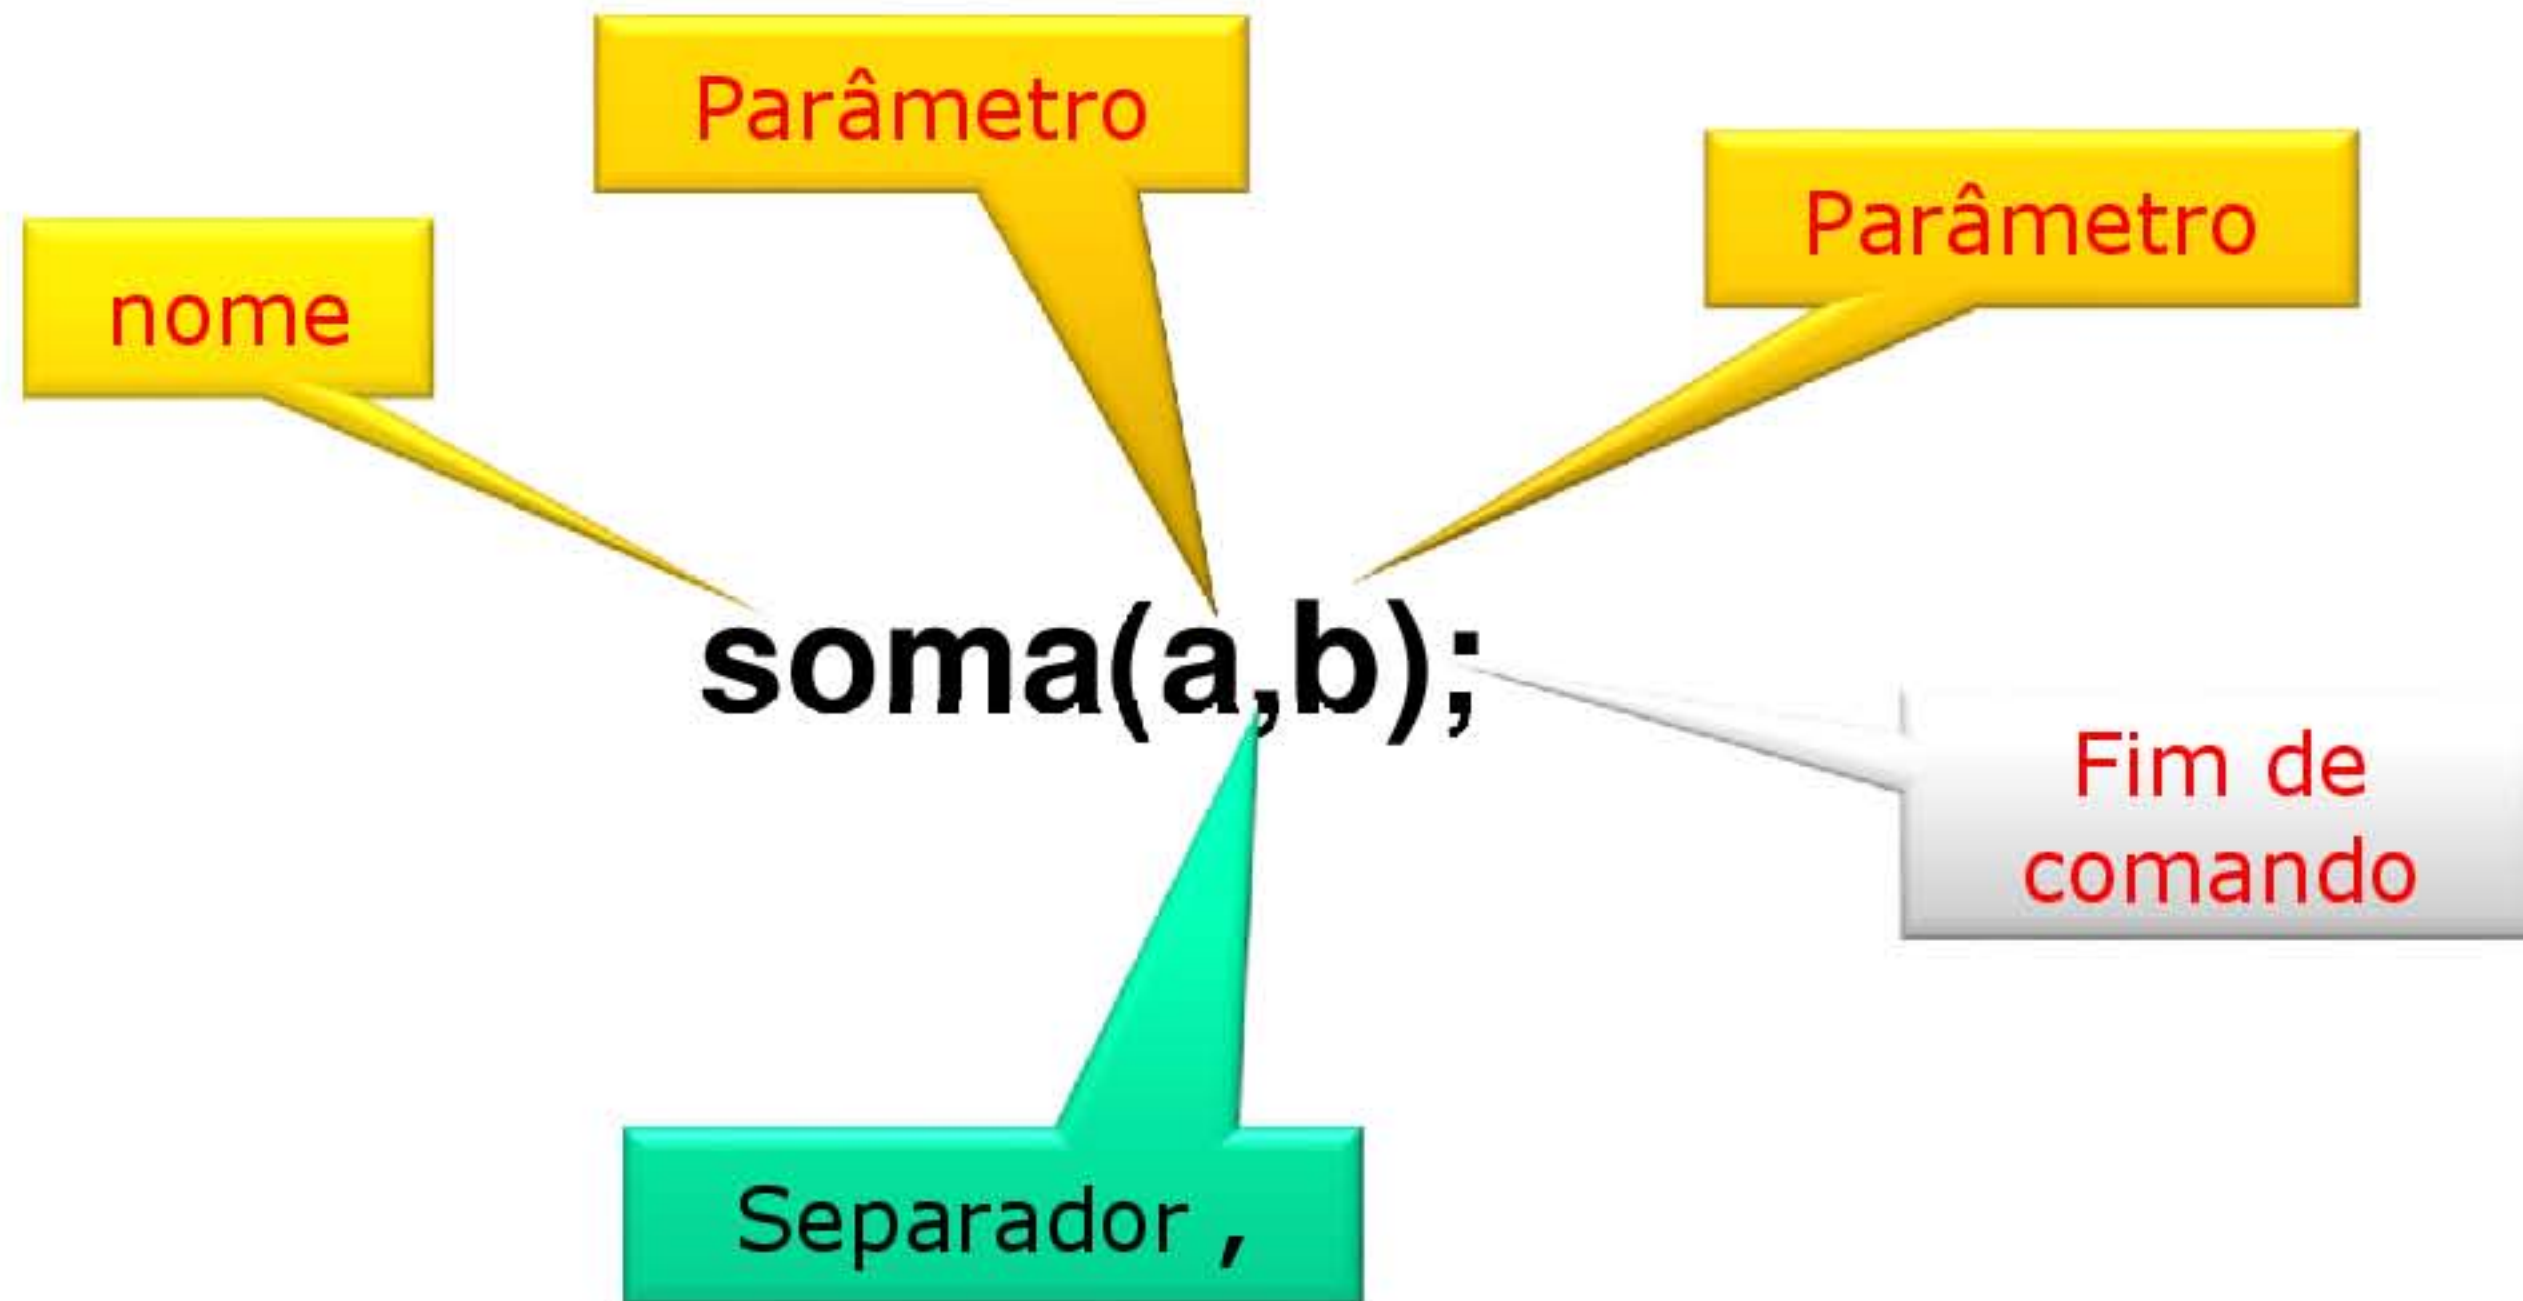 Parâmetro
Parâmetro
nome
soma(a,b);
Fim de
comando
Separador ,